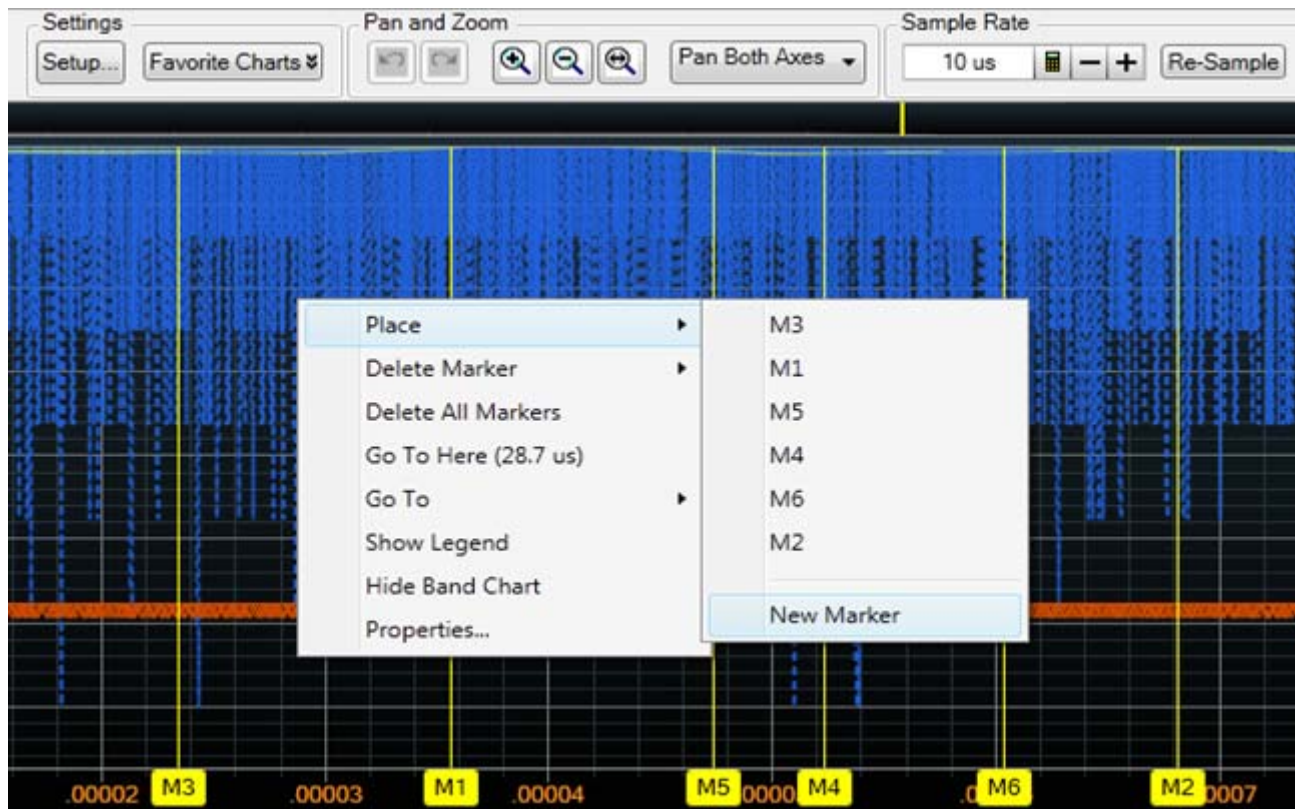 Settings
Pan and Zoom
Sample Rate
Setup...
Favorite Charts
Pan Both Axes
10 us
Re-Sample
Place
Delete Marker
Delete All Markers
Go To Here (28.7 us)
Go To
Show Legend
Hide Band Chart
Properties...
M3
M1
M5
M4
M6
M2
New Marker
.00002
M3
.00003
M1
.00004
M5
M4
M6
M2